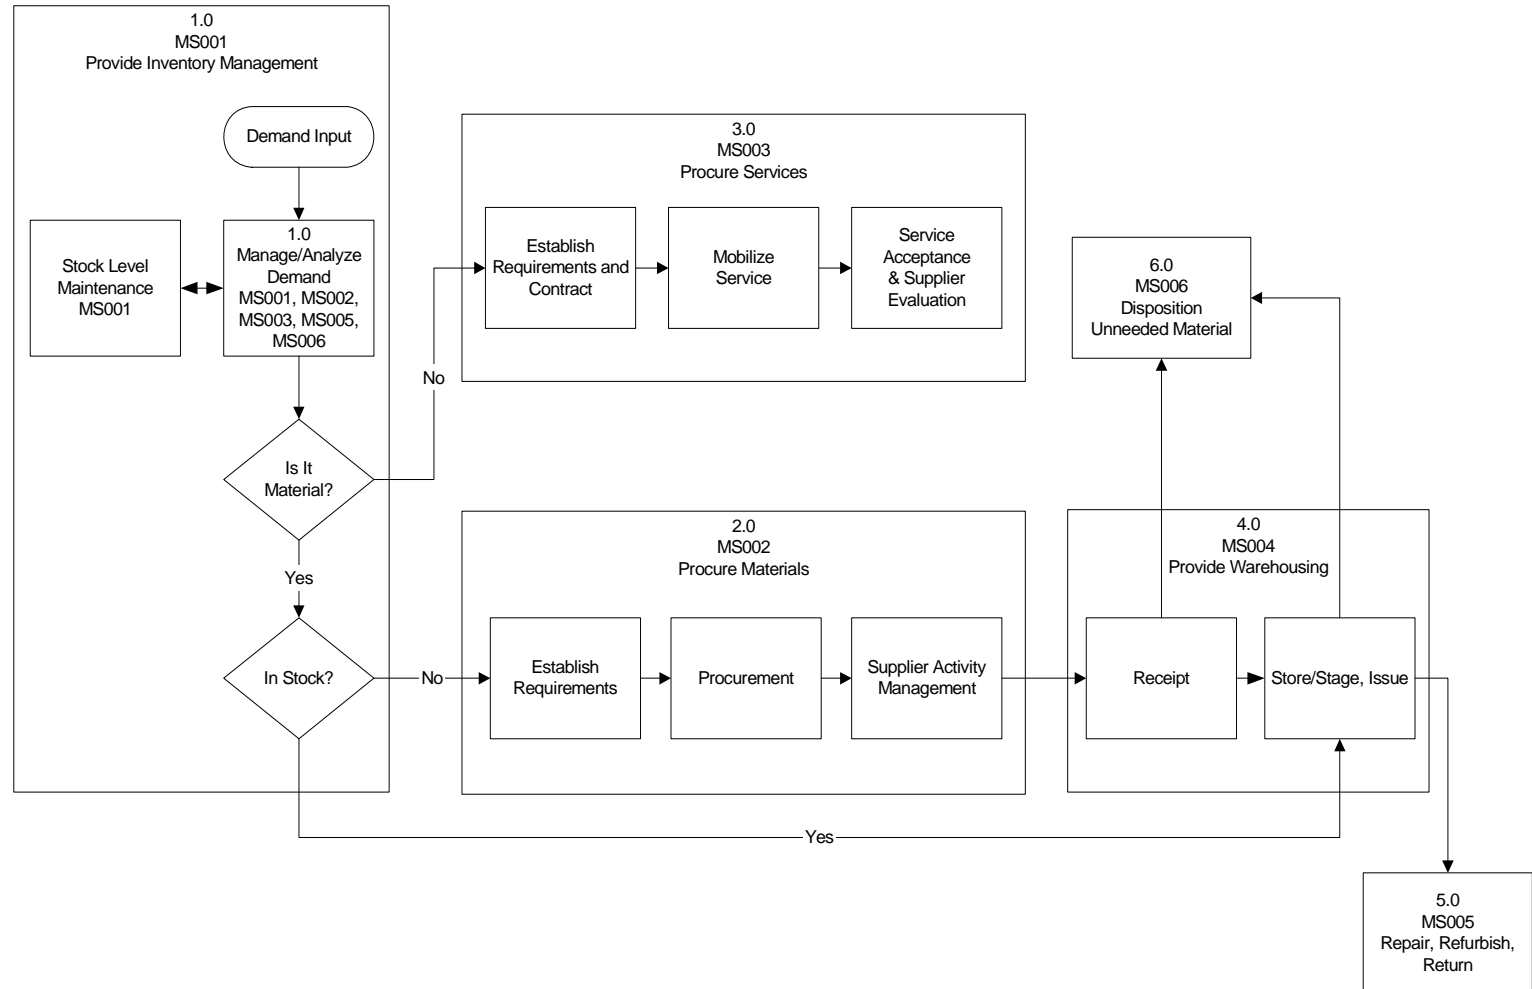 1.0
MS001
Provide Inventory Management
Demand Input
Stock Level
Maintenance
MS001
1.0
Manage/Analyze
Demand
MS001, MS002,
MS003, MS005,
MS006
Is It
Material?
No
Yes
In Stock?
No
Yes
3.0
MS003
Procure Services
Establish
Requirements and
Contract
Mobilize
Service
Service
Acceptance
& Supplier
Evaluation
2.0
MS002
Procure Materials
Establish
Requirements
Procurement
Supplier Activity
Management
6.0
MS006
Disposition
Unneeded Material
4.0
MS004
Provide Warehousing
Receipt
Store/Stage, Issue
5.0
MS005
Repair, Refurbish,
Return